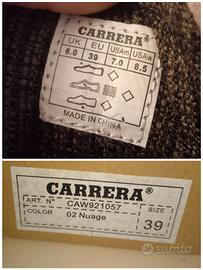 CARRERA®
UK EU USAm USAw
6.0 39 7.0 8.5
MADE IN CHINA
CARRERA®
ART. N° CAW921057
SIZE
COLOR 02 Nuage
39
subito